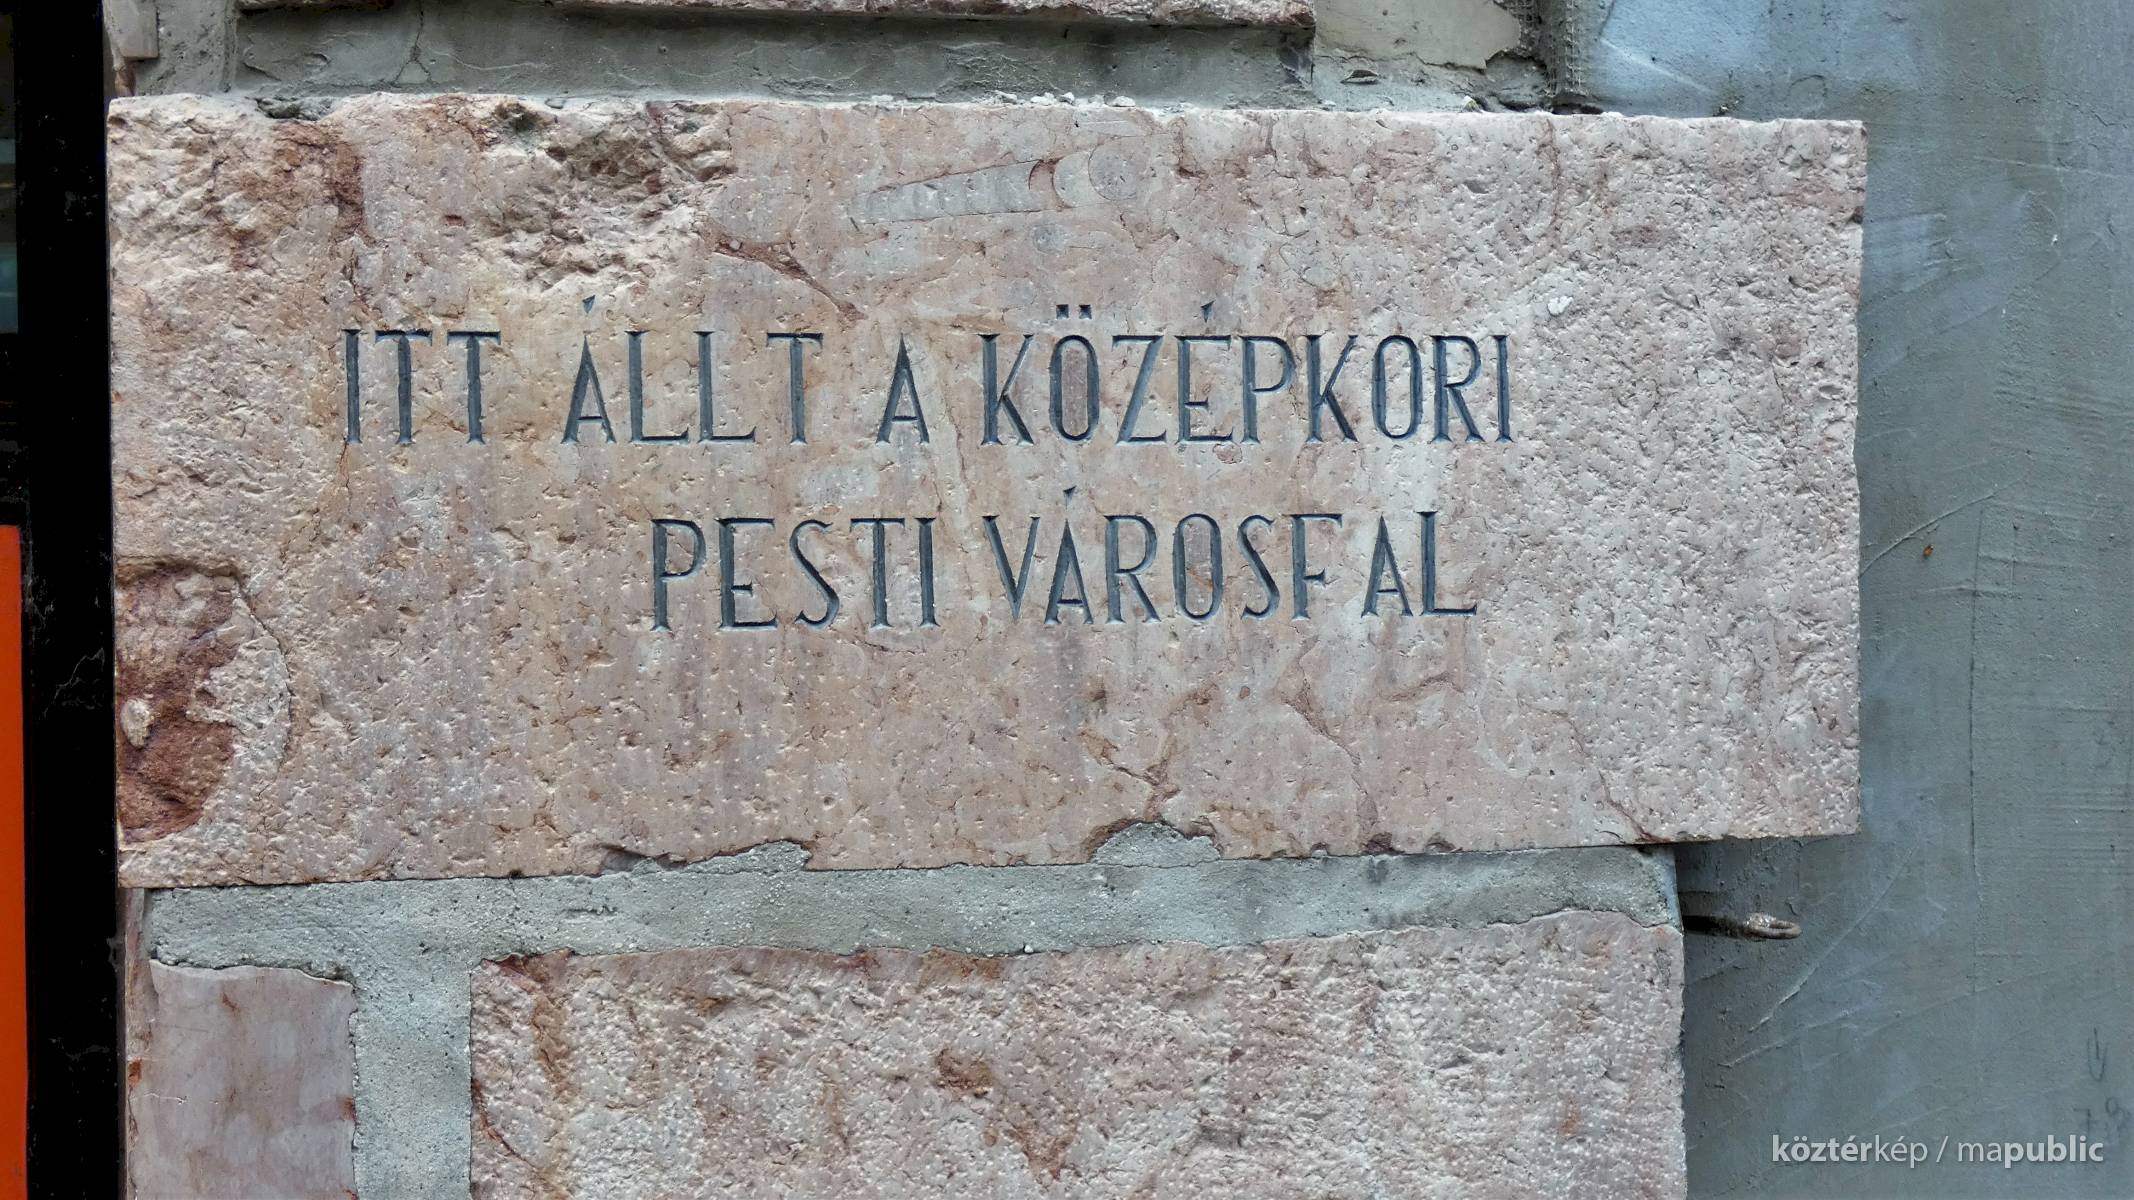 ITT ÁLLT A KÖZÉPKORI
PESTI VÁROSFAL
köztérkép / mapublic